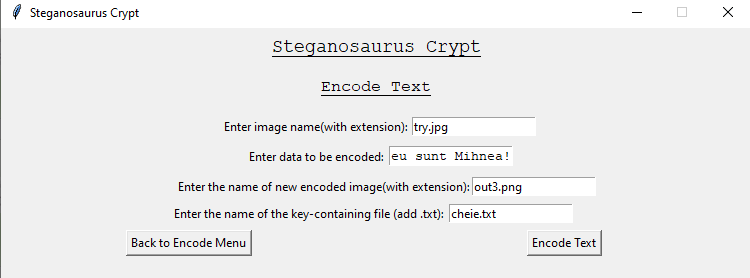 Steganosaurus Crypt
Steganosaurus Crypt
Encode Text
Enter image name(with extension): try.jpg
Enter data to be encoded: eu sunt Mihnea!
Enter the name of new encoded image(with extension): out3.png
Enter the name of the key-containing file (add .txt): cheie.txt
Back to Encode Menu Encode Text